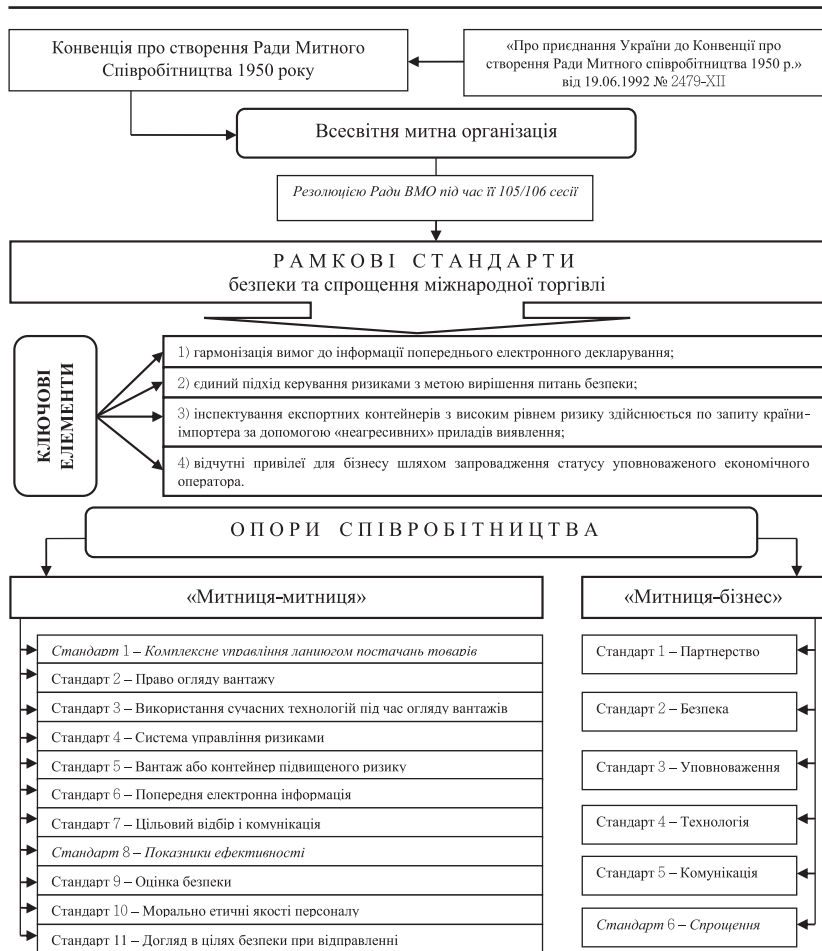 Конвенція про створення Ради Митного
Співробітництва 1950 року
«Про приєднання України до Конвенції про
створення Ради Митного співробітництва 1950 р.»
від 19.06.1992 № 2479-XII
Всесвітня митна організація
Резолюцією Ради ВМО під час її 105/106 сесії
РАМКОВІ СТАНДАРТИ
безпеки та спрощення міжнародної торгівлі
КЛЮЧОВІ
ЕЛЕМЕНТИ
1) гармонізація вимог до інформації попереднього електронного декларування;
2) єдиний підхід керування ризиками з метою вирішення питань безпеки;
3) інспектування експортних контейнерів з високим рівнем ризику здійснюється по запиту країни-
імпортера за допомогою «неагресивних» приладів виявлення;
4) відчутні привілеї для бізнесу шляхом запровадження статусу уповноваженого економічного
оператора.
ОПОРИ СПІВРОБІТНИЦТВА
«Митниця-митниця»
Стандарт 1 – Комплексне управління ланцюгом постачань товарів
Стандарт 2 – Право огляду вантажу
Стандарт 3 – Використання сучасних технологій під час огляду вантажів
Стандарт 4 – Система управління ризиками
Стандарт 5 – Вантаж або контейнер підвищеного ризику
Стандарт 6 – Попередня електронна інформація
Стандарт 7 – Цільовий відбір і комунікація
Стандарт 8 – Показники ефективності
Стандарт 9 – Оцінка безпеки
Стандарт 10 – Морально етичні якості персоналу
Стандарт 11 – Догляд в цілях безпеки при відправленні
«Митниця-бізнес»
Стандарт 1 – Партнерство
Стандарт 2 – Безпека
Стандарт 3 – Уповноваження
Стандарт 4 – Технологія
Стандарт 5 – Комунікація
Стандарт 6 – Спрощення